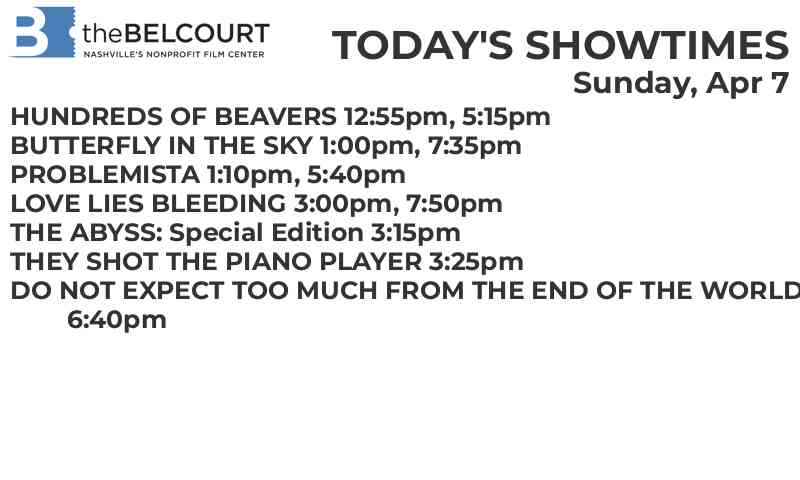 B theBELCOURT
NASHVILLE'S NONPROFIT FILM CENTER
TODAY'S SHOWTIMES
Sunday, Apr 7
HUNDREDS OF BEAVERS 12:55pm, 5:15pm
BUTTERFLY IN THE SKY 1:00pm, 7:35pm
PROBLEMISTA 1:10pm, 5:40pm
LOVE LIES BLEEDING 3:00pm, 7:50pm
THE ABYSS: Special Edition 3:15pm
THEY SHOT THE PIANO PLAYER 3:25pm
DO NOT EXPECT TOO MUCH FROM THE END OF THE WORLD
6:40pm